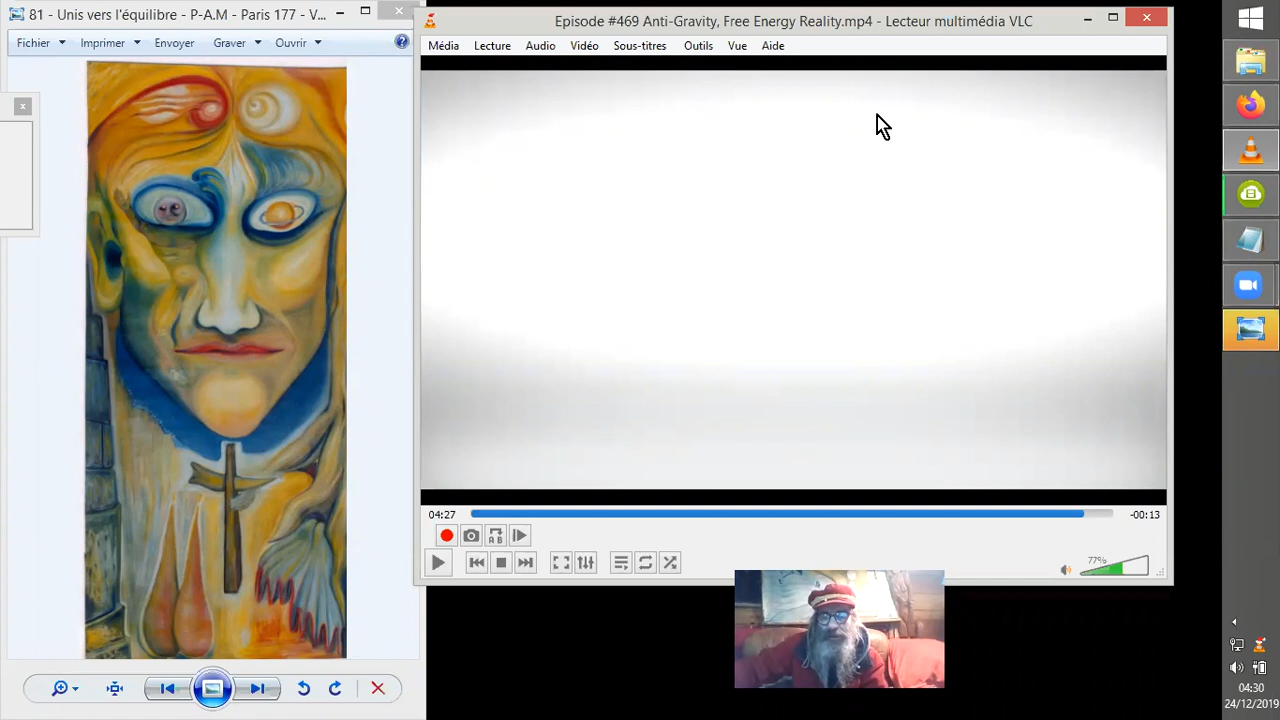 81 - Unis vers l'équilibre - P-A.M - Paris 177 - V...
Fichier Imprimer Envoyer Graver Ouvrir
Episode #469 Anti-Gravity, Free Energy Reality.mp4 - Lecteur multimédia VLC
Média Lecture Audio Vidéo Sous-titres Outils Vue Aide
04:27 -00:13
77%
04:30
24/12/2019